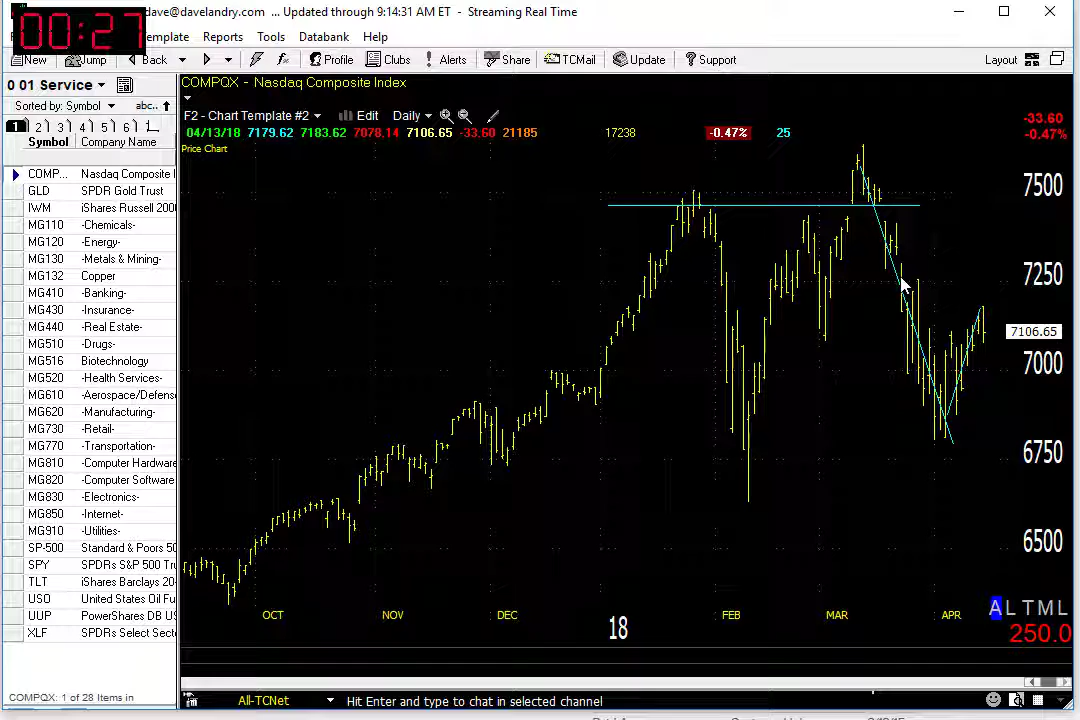 dave@davelandry.com ... Updated through 9:14:31 AM ET - Streaming Real Time
00:27
emplate Reports Tools Databank Help
New Jump Back Profile Clubs Alerts Share TCMail Update Support Layout
0 01 Service
Sorted by: Symbol abc..
1 2 3 4 5 6
Symbol Company Name
COMP... Nasdaq Composite I
GLD SPDR Gold Trust
IWM iShares Russell 2000
MG110 -Chemicals-
MG120 -Energy-
MG130 -Metals & Mining-
MG132 Copper
MG410 -Banking-
MG430 -Insurance-
MG440 -Real Estate-
MG510 -Drugs-
MG516 Biotechnology
MG520 -Health Services-
MG610 -Aerospace/Defense
MG620 -Manufacturing-
MG730 -Retail-
MG770 -Transportation-
MG810 -Computer Hardware
MG820 -Computer Software
MG830 -Electronics-
MG850 -Internet-
MG910 -Utilities-
SP-500 Standard & Poors 50
SPY SPDRs S&P 500 Tru
TLT iShares Barclays 20+
USO United States Oil Fu
UUP PowerShares DB US
XLF SPDRs Select Secto
COMPQX: 1 of 28 Items in
COMPQX - Nasdaq Composite Index
F2 - Chart Template #2 Edit Daily
04/13/18 7179.62 7183.62 7078.14 7106.65 -33.60 21185 17238 -0.47% 25
Price Chart
-33.60
-0.47%
7500
7250
7106.65
7000
6750
6500
OCT NOV DEC 18 FEB MAR APR
A L T M L
250.0
All-TCNet Hit Enter and type to chat in selected channel